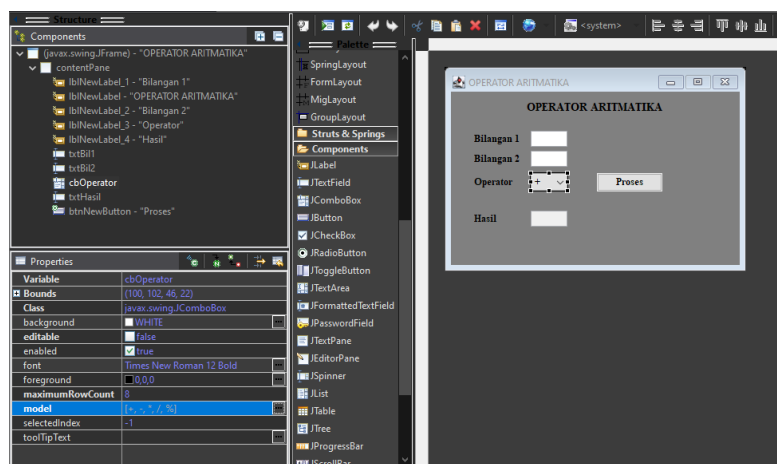 Structure
Components
(javax.swing.JFrame) - "OPERATOR ARITMATIKA"
contentPane
lblNewLabel_1 - "Bilangan 1"
lblNewLabel - "OPERATOR ARITMATIKA"
lblNewLabel_2 - "Bilangan 2"
lblNewLabel_3 - "Operator"
lblNewLabel_4 - "Hasil"
txtBil1
txtBil2
cbOperator
txtHasil
btnNewButton - "Proses"
Properties
Variable cbOperator
Bounds (100, 102, 46, 22)
Class javax.swing.JComboBox
background WHITE
editable false
enabled true
font Times New Roman 12 Bold
foreground 0,0,0
maximumRowCount 8
model [+, -, *, /, %]
selectedIndex -1
toolTipText
Palette
SpringLayout
FormLayout
MigLayout
GroupLayout
Struts & Springs
Components
JLabel
JTextField
JComboBox
JButton
JCheckBox
JRadioButton
JToggleButton
JTextArea
JFormattedTextField
JPasswordField
JTextPane
JEditorPane
JSpinner
JList
JTable
JTree
JProgressBar
JScrollBar
<system>
OPERATOR ARITMATIKA
OPERATOR ARITMATIKA
Bilangan 1
Bilangan 2
Operator + Proses
Hasil